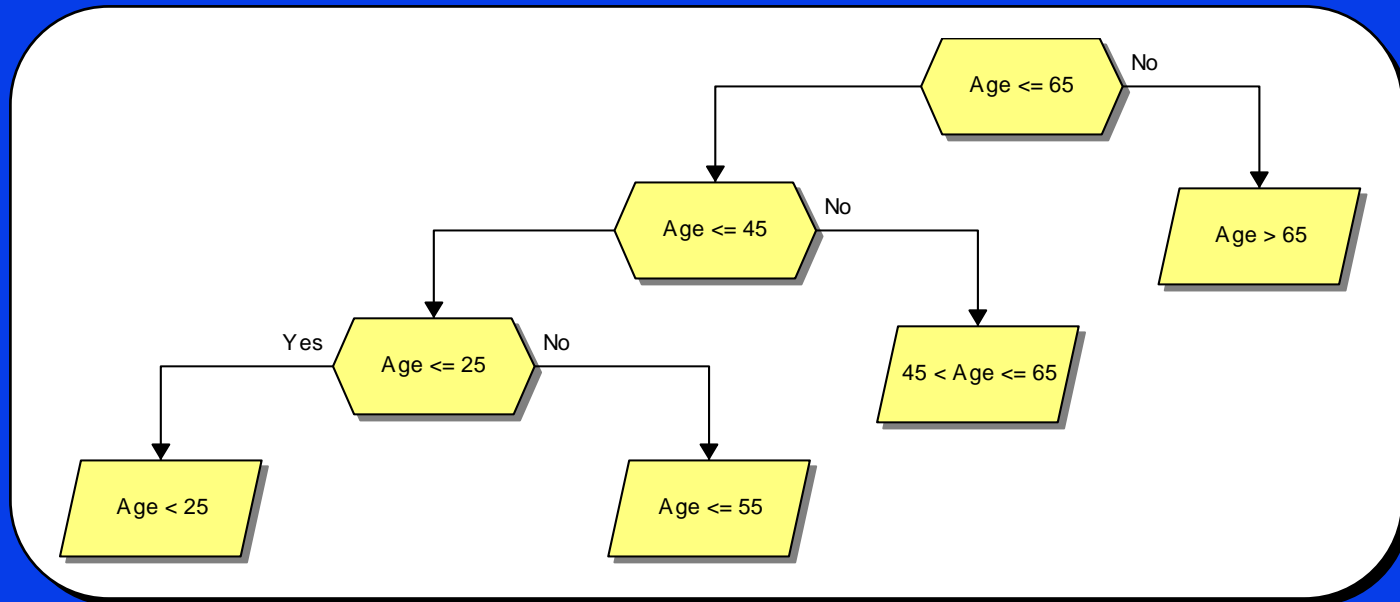 Age <= 65
No
Age <= 45
No
Age > 65
Age <= 25
Yes
No
45 < Age <= 65
Age < 25
Age <= 55